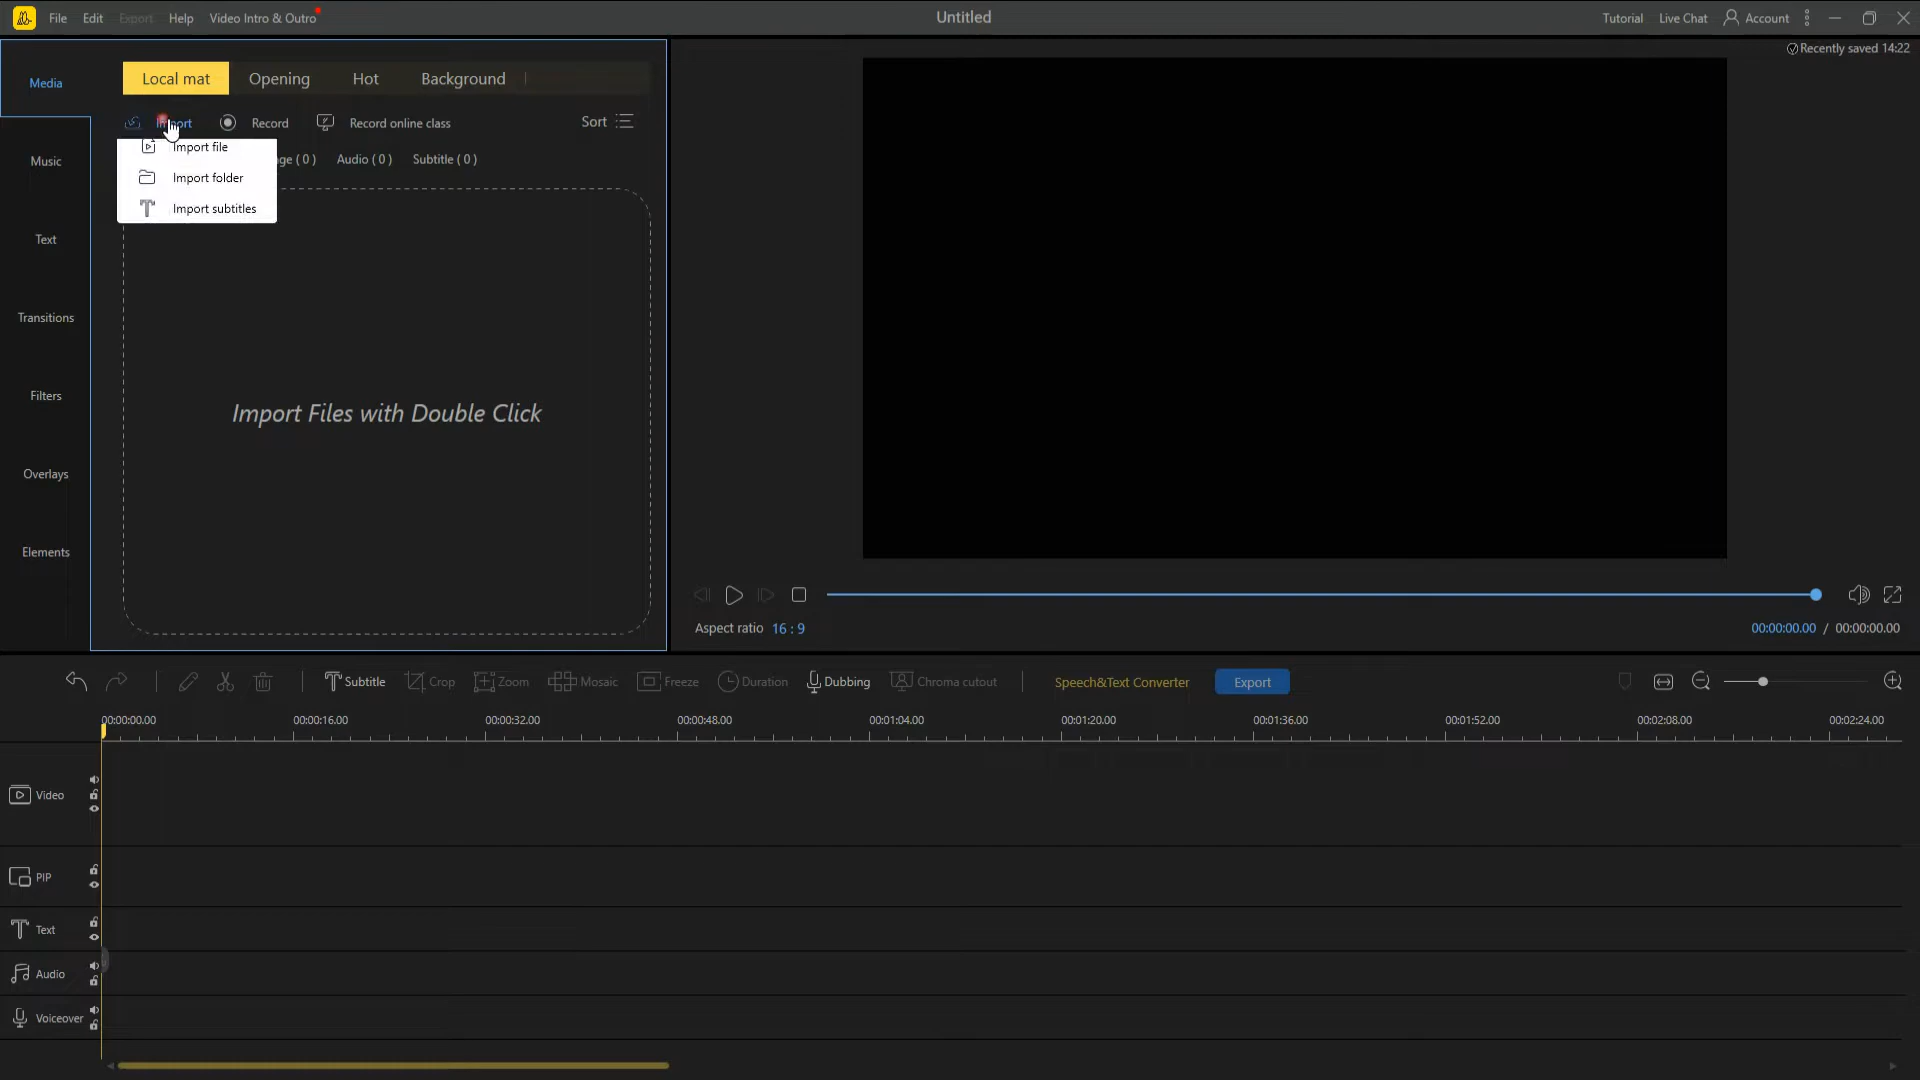 File Edit Export Help Video Intro & Outro
Untitled
Tutorial Live Chat Account
Recently saved 14:22
Media
Local mat Opening Hot Background
Import Record Record online class Sort
Import file
Import folder
Import subtitles
( 0 ) Audio ( 0 ) Subtitle ( 0 )
Music
Text
Transitions
Filters
Overlays
Elements
Import Files with Double Click
Aspect ratio 16 : 9
00:00:00.00 / 00:00:00.00
Subtitle Crop Zoom Mosaic Freeze Duration Dubbing Chroma cutout Speech&Text Converter Export
00:00:00.00 00:00:16.00 00:00:32.00 00:00:48.00 00:01:04.00 00:01:20.00 00:01:36.00 00:01:52.00 00:02:08.00 00:02:24.00
Video
PIP
Text
Audio
Voiceover